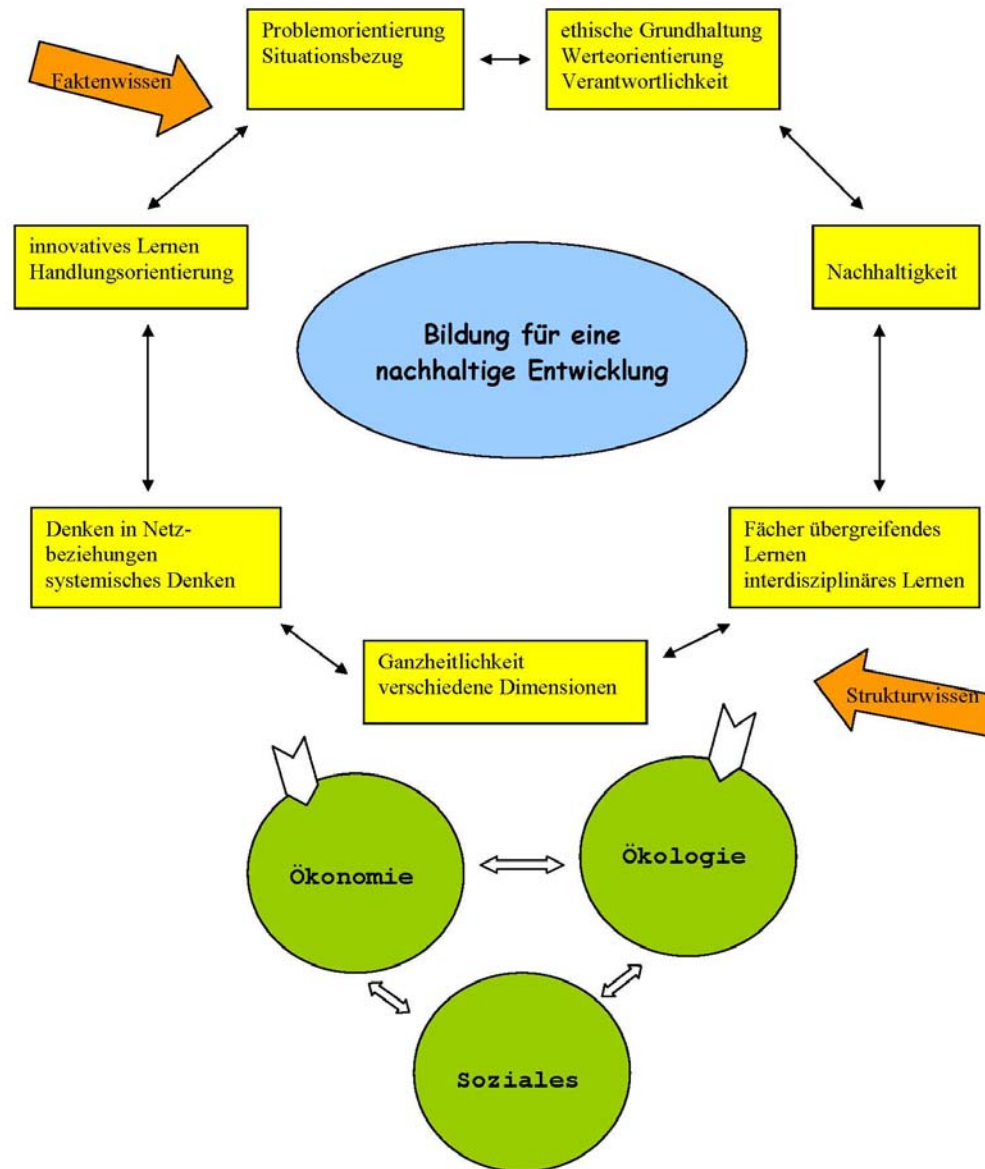 Problemorientierung
Situationsbezug
ethische Grundhaltung
Werteorientierung
Verantwortlichkeit
Faktenwissen
innovatives Lernen
Handlungsorientierung
Nachhaltigkeit
Bildung für eine
nachhaltige Entwicklung
Denken in Netz-
beziehungen
systemisches Denken
Fächer übergreifendes
Lernen
interdisziplinäres Lernen
Ganzheitlichkeit
verschiedene Dimensionen
Strukturwissen
Ökonomie
Ökologie
Soziales